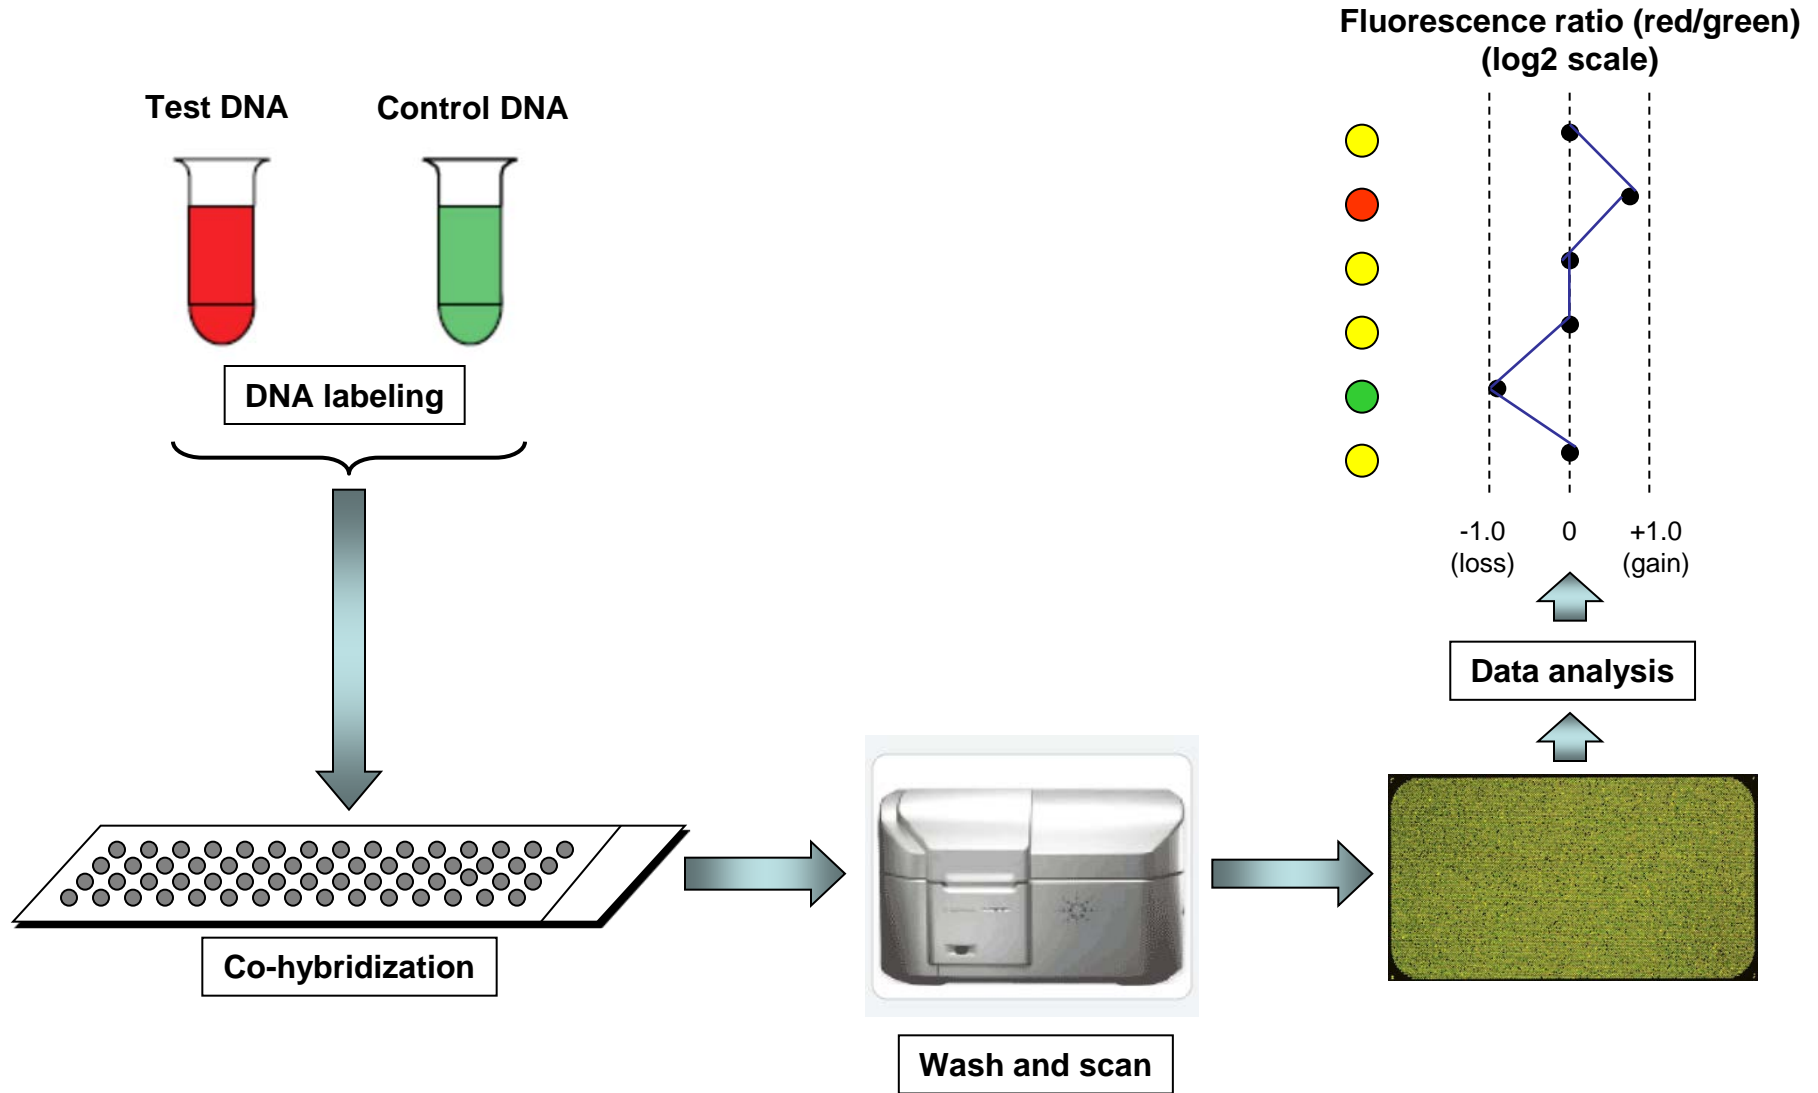 Fluorescence ratio (red/green)
(log2 scale)
Test DNA
Control DNA
DNA labeling
-1.0
0
+1.0
(loss)
(gain)
Data analysis
Co-hybridization
Wash and scan